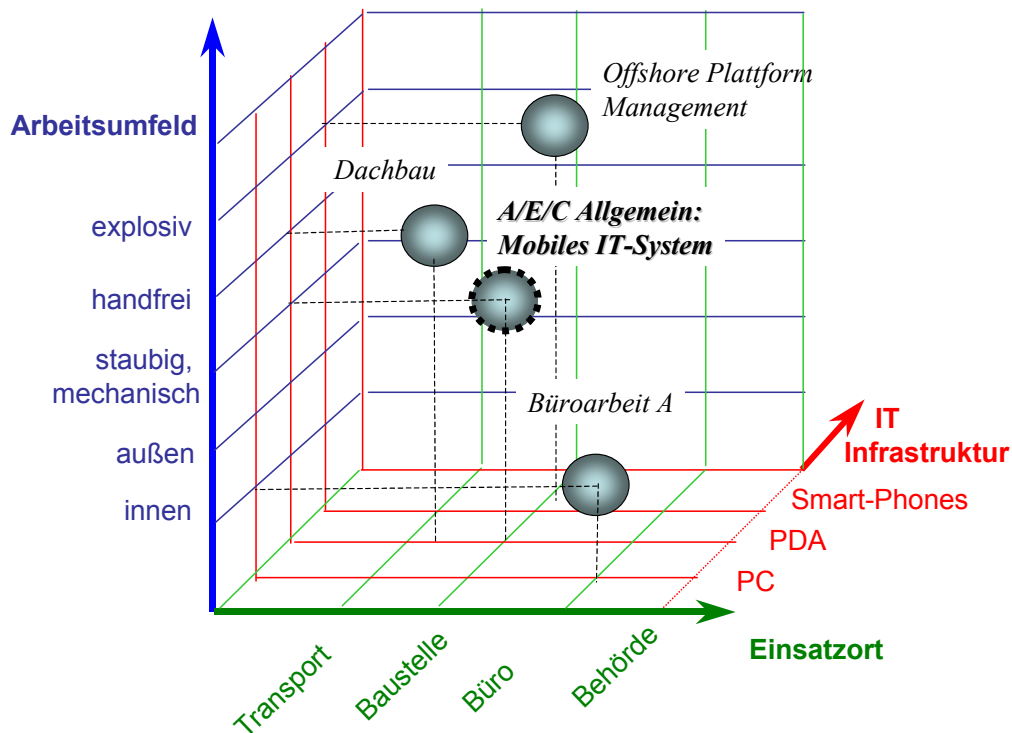 Offshore Plattform
Management
Arbeitsumfeld
Dachbau
explosiv
A/E/C Allgemein:
Mobiles IT-System
handfrei
staubig,
mechanisch
Büroarbeit A
außen
IT
Infrastruktur
innen
Smart-Phones
PDA
PC
Einsatzort
Transport
Baustelle
Büro
Behörde